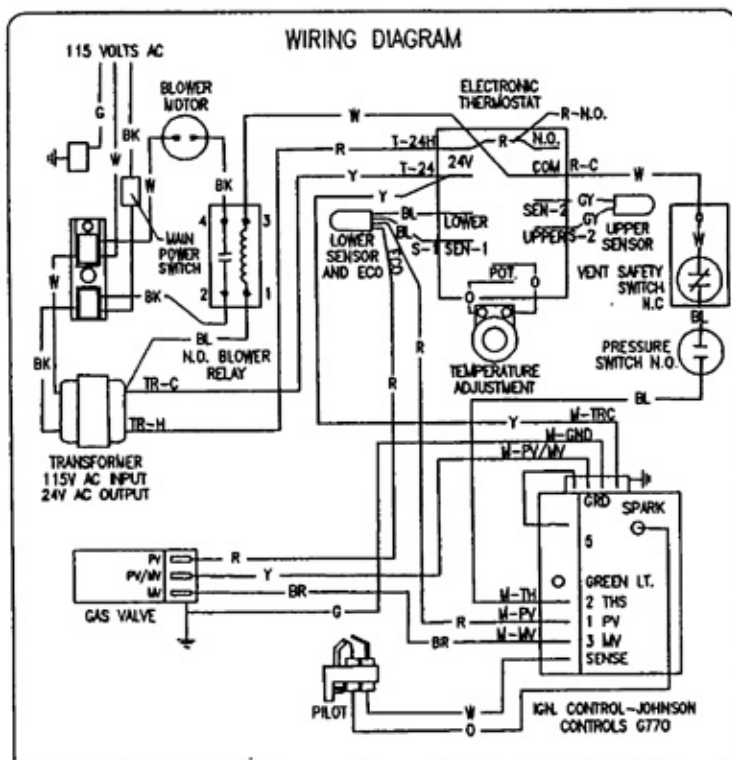 WIRING DIAGRAM
115 VOLTS AC
BLOWER
MOTOR
ELECTRONIC
THERMOSTAT
R-N.O.
N.O.
G
W
BK
W
BK
W
R
Y
Y
T-24H
T-24
24V
R
COM
R-C
W
4
3
2
1
MAIN
POWER
SWITCH
BL
BL
LOWER
S-1
SEN-1
LOWER
SENSOR
AND ECO
ECO
SEN-2
GY
GY
UPPER
S-2
UPPER
SENSOR
W
VENT SAFETY
SWITCH
N.C
BL
PRESSURE
SWITCH N.O.
BL
POT.
O
O
TEMPERATURE
ADJUSTMENT
W
BK
BK
BL
N.O. BLOWER
RELAY
R
R
TR-C
TR-H
TRANSFORMER
115V AC INPUT
24V AC OUTPUT
Y
W-TRC
W-GND
W-PV/MV
GRD
SPARK
5
GREEN LT.
W-TH
2 THS
W-PV
1 PV
W-MV
3 MV
SENSE
PV
R
PV/MV
Y
MV
BR
GAS VALVE
G
R
BR
PILOT
W
O
IGN. CONTROL-JOHNSON
CONTROLS G770